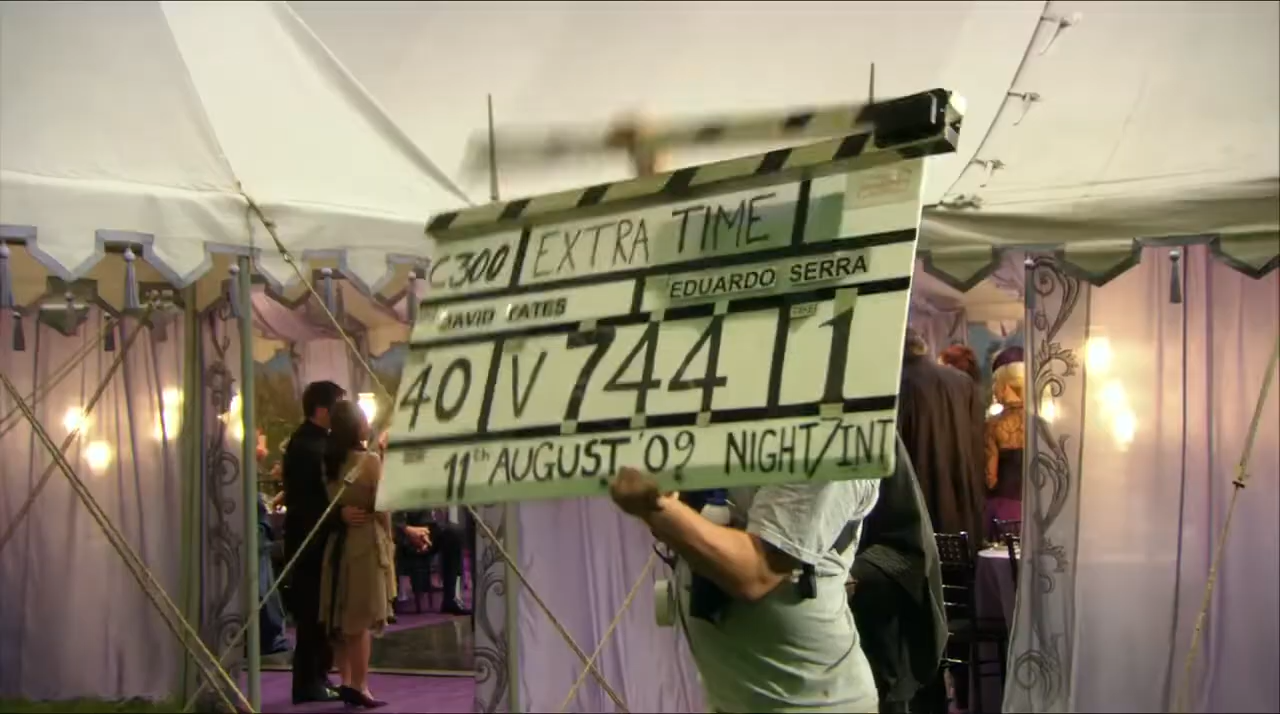 C300 EXTRA TIME
DAVID YATES EDUARDO SERRA
40 V 744 1
11th AUGUST '09 NIGHT/INT